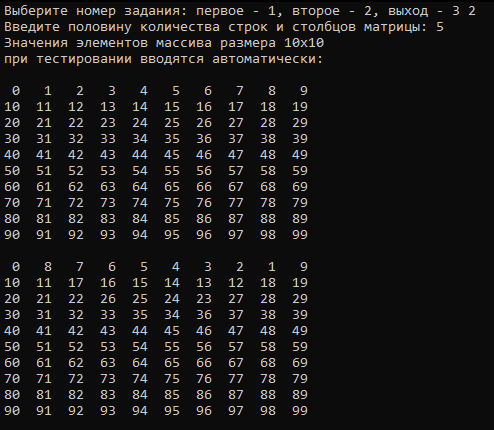 Выберите номер задания: первое - 1, второе - 2, выход - 3 2
Введите половину количества строк и столбцов матрицы: 5
Значения элементов массива размера 10x10
при тестировании вводятся автоматически:
0 1 2 3 4 5 6 7 8 9
10 11 12 13 14 15 16 17 18 19
20 21 22 23 24 25 26 27 28 29
30 31 32 33 34 35 36 37 38 39
40 41 42 43 44 45 46 47 48 49
50 51 52 53 54 55 56 57 58 59
60 61 62 63 64 65 66 67 68 69
70 71 72 73 74 75 76 77 78 79
80 81 82 83 84 85 86 87 88 89
90 91 92 93 94 95 96 97 98 99
0 8 7 6 5 4 3 2 1 9
10 11 17 16 15 14 13 12 18 19
20 21 22 26 25 24 23 27 28 29
30 31 32 33 35 34 36 37 38 39
40 41 42 43 44 45 46 47 48 49
50 51 52 53 54 55 56 57 58 59
60 61 62 63 64 65 66 67 68 69
70 71 72 73 74 75 76 77 78 79
80 81 82 83 84 85 86 87 88 89
90 91 92 93 94 95 96 97 98 99